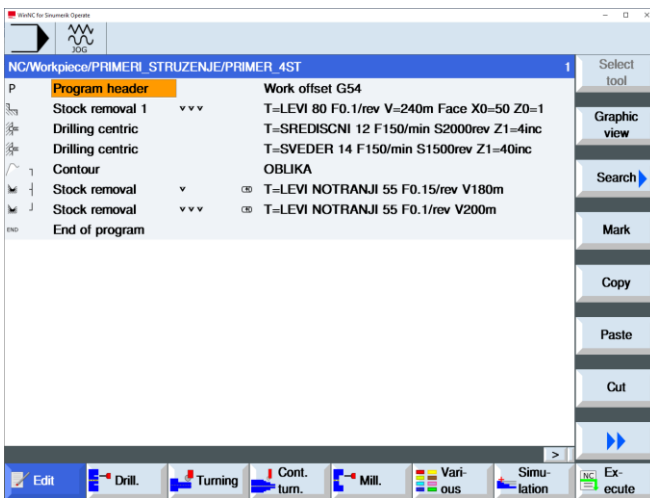 WinNC for Sinumerik Operate
JOG
NC/Workpiece/PRIMERI_STRUZENJE/PRIMER_4ST 1
P Program header Work offset G54
Stock removal 1 ∨∨∨ T=LEVI 80 F0.1/rev V=240m Face X0=50 Z0=1
Drilling centric T=SREDISCNI 12 F150/min S2000rev Z1=4inc
Drilling centric T=SVEDER 14 F150/min S1500rev Z1=40inc
Contour OBLIKA
Stock removal ∨ T=LEVI NOTRANJI 55 F0.15/rev V180m
Stock removal ∨∨∨ T=LEVI NOTRANJI 55 F0.1/rev V200m
END End of program
>
Select
tool
Graphic
view
Search
Mark
Copy
Paste
Cut
Edit
Drill.
Turning
Cont.
turn.
Mill.
Vari-
ous
Simu-
lation
NC Ex-
ecute